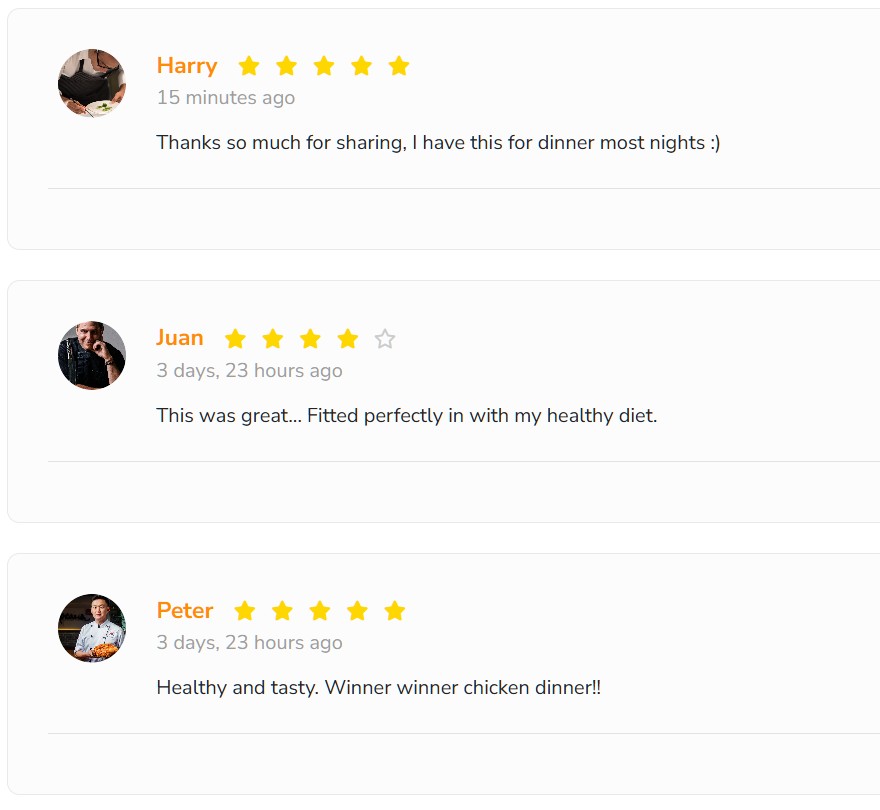 Harry
15 minutes ago
Thanks so much for sharing, I have this for dinner most nights :)
Juan
3 days, 23 hours ago
This was great... Fitted perfectly in with my healthy diet.
Peter
3 days, 23 hours ago
Healthy and tasty. Winner winner chicken dinner!!